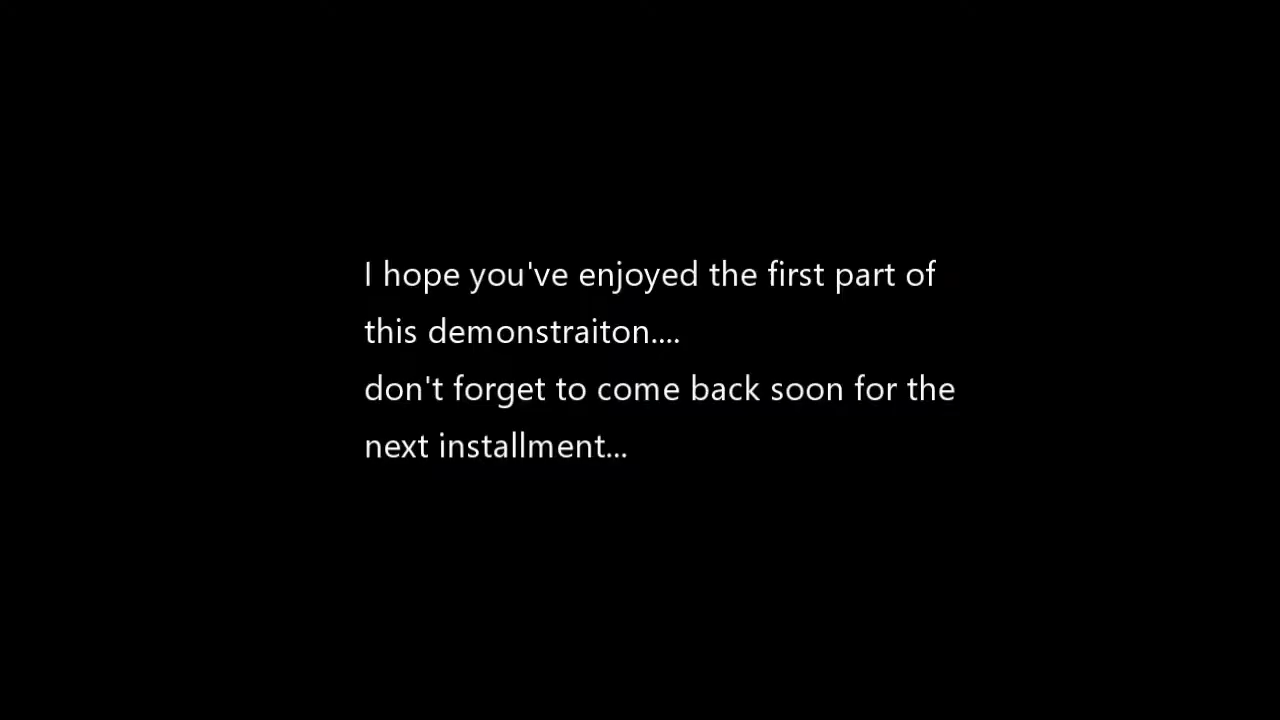 I hope you've enjoyed the first part of
this demonstraiton....
don't forget to come back soon for the
next installment...